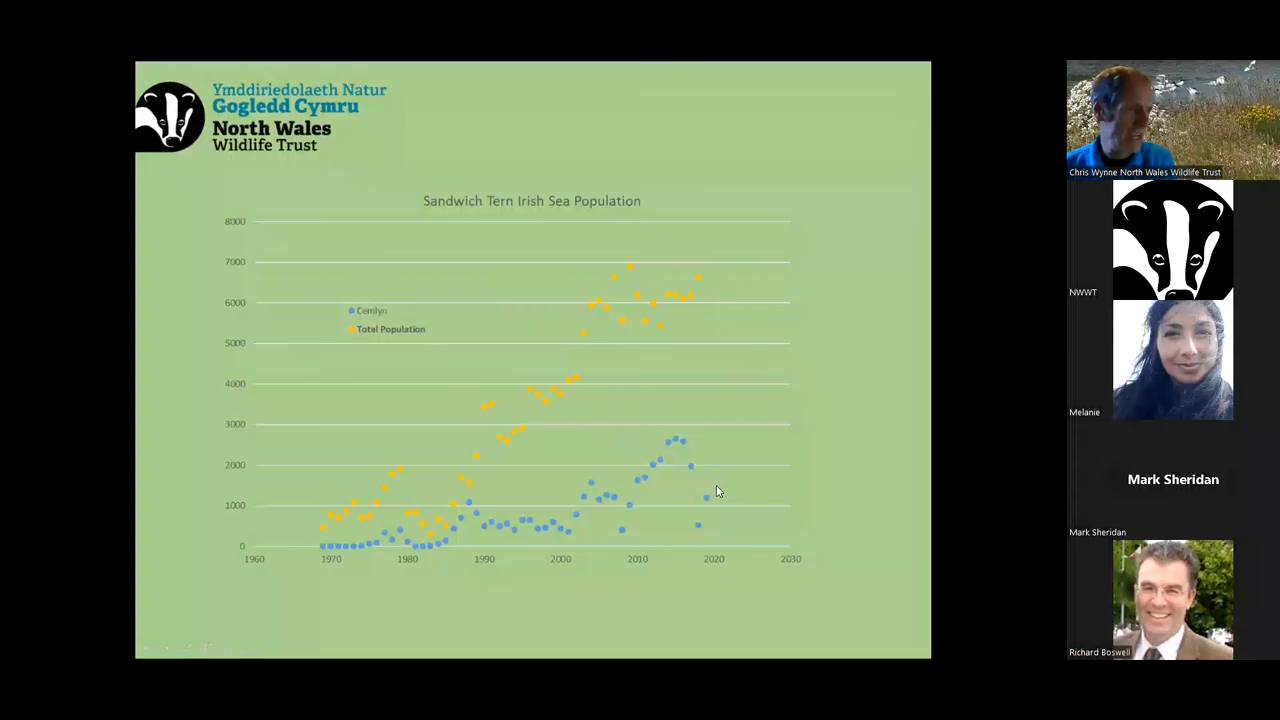 Ymddiriedolaeth Natur
Gogledd Cymru
North Wales
Wildlife Trust
Sandwich Tern Irish Sea Population
8000
7000
6000
5000
4000
3000
2000
1000
0
Cemlyn
Total Population
1960
1970
1980
1990
2000
2010
2020
2030
Chris Wynne North Wales Wildlife Trust
NWWT
Melanie
Mark Sheridan
Mark Sheridan
Richard Boswell